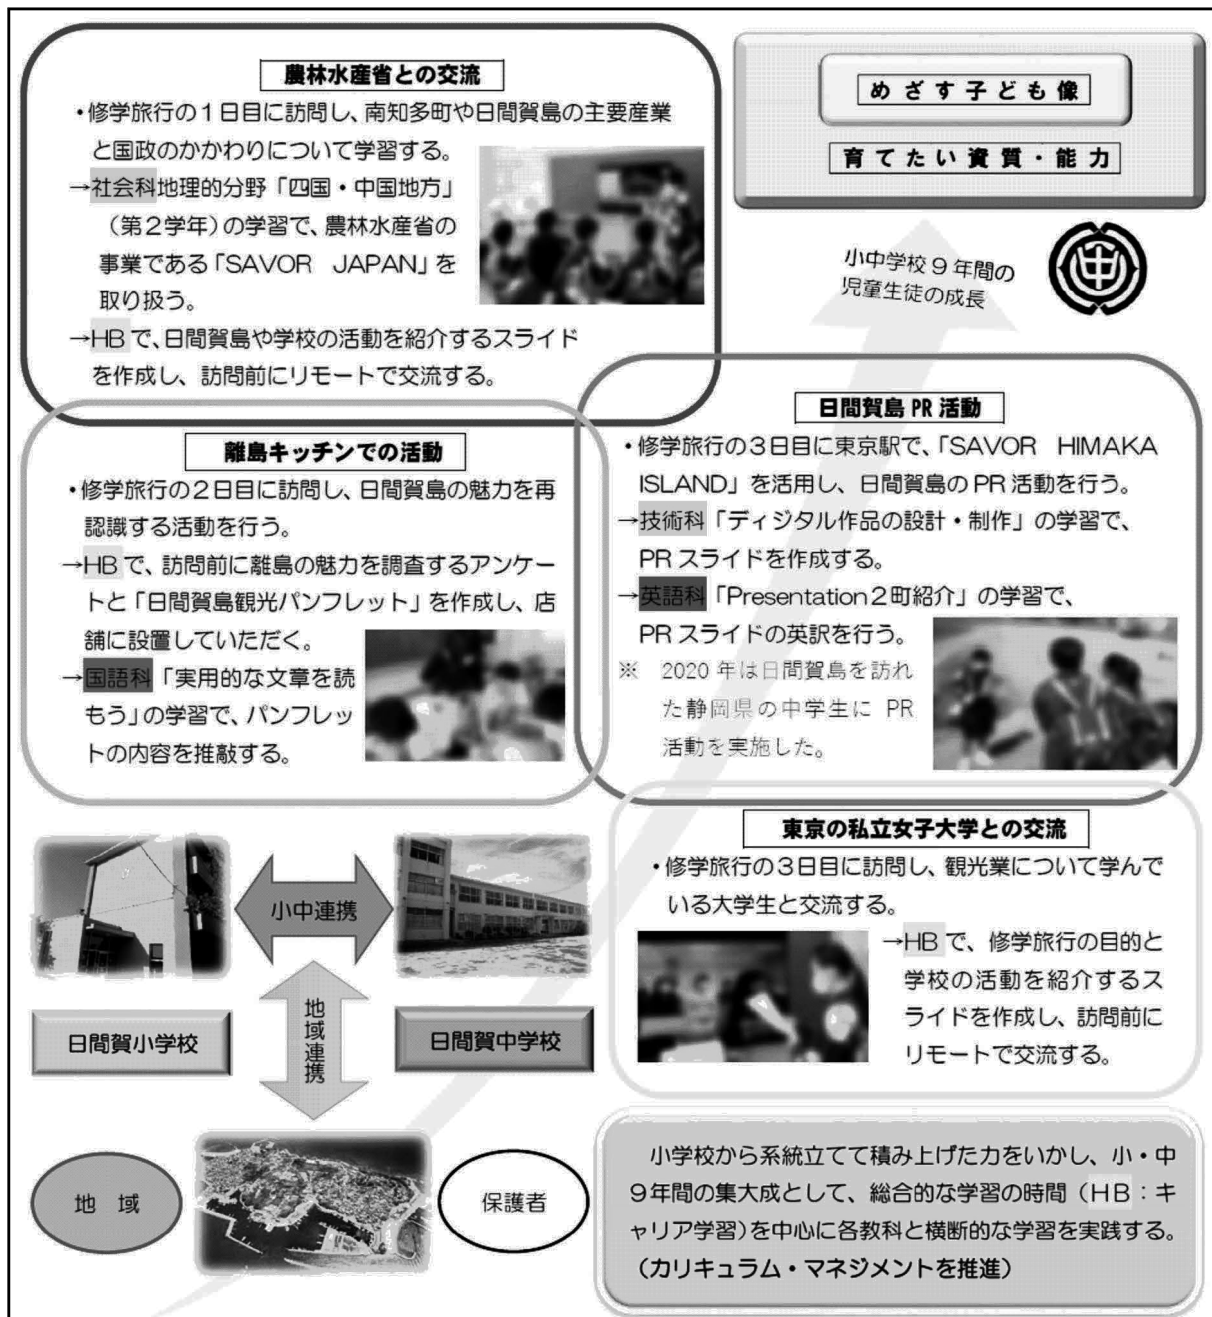 農林水産省との交流
・修学旅行の1日目に訪問し、南知多町や日間賀島の主要産業
と国政のかかわりについて学習する。
→社会科地理的分野「四国・中国地方」
(第2学年)の学習で、農林水産省の
事業である「SAVOR JAPAN」を
取り扱う。
→HBで、日間賀島や学校の活動を紹介するスライド
を作成し、訪問前にリモートで交流する。
めざす子ども像
育てたい資質・能力
小中学校9年間の
児童生徒の成長
中
離島キッチンでの活動
・修学旅行の2日目に訪問し、日間賀島の魅力を再
認識する活動を行う。
→HBで、訪問前に離島の魅力を調査するアンケー
トと「日間賀島観光パンフレット」を作成し、店
舗に設置していただく。
→国語科「実用的な文章を読
もう」の学習で、パンフレッ
トの内容を推敲する。
日間賀島PR活動
・修学旅行の3日目に東京駅で、「SAVOR HIMAKA
ISLAND」を活用し、日間賀島のPR活動を行う。
→技術科「ディジタル作品の設計・制作」の学習で、
PRスライドを作成する。
→英語科「Presentation2町紹介」の学習で、
PRスライドの英訳を行う。
※ 2020年は日間賀島を訪れ
た静岡県の中学生に PR
活動を実施した。
東京の私立女子大学との交流
・修学旅行の3日目に訪問し、観光業について学んで
いる大学生と交流する。
→HBで、修学旅行の目的と
学校の活動を紹介するス
ライドを作成し、訪問前に
リモートで交流する。
小中連携
地域連携
日間賀小学校
日間賀中学校
地 域
保護者
小学校から系統立てて積み上げた力をいかし、小・中
9年間の集大成として、総合的な学習の時間(HB:キ
ャリア学習)を中心に各教科と横断的な学習を実践する。
(カリキュラム・マネジメントを推進)